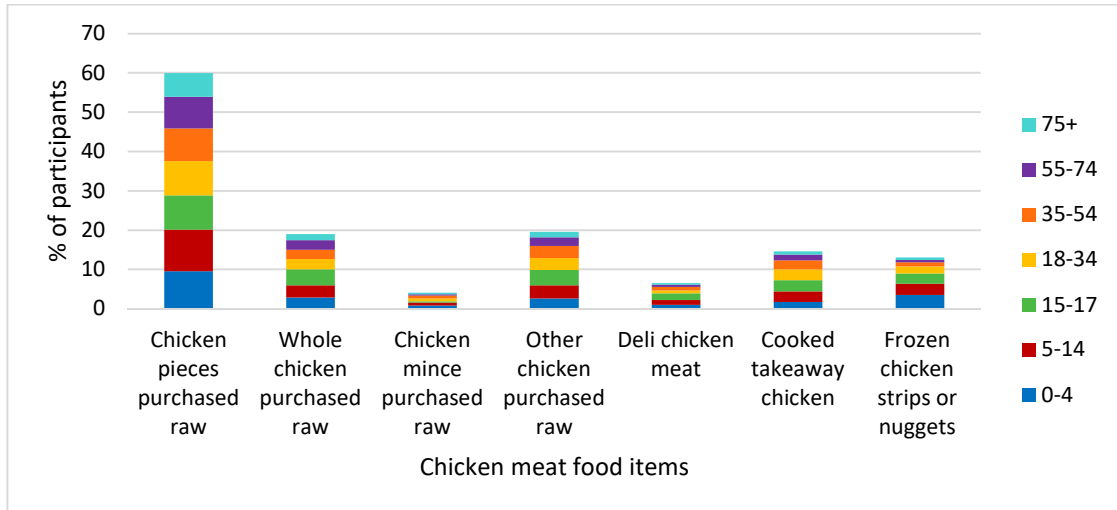 70
60
50
40
30
20
10
0
% of participants
Chicken
pieces
purchased
raw
Whole
chicken
purchased
raw
Chicken
mince
purchased
raw
Other
chicken
purchased
raw
Deli chicken
meat
Cooked
takeaway
chicken
Frozen
chicken
strips or
nuggets
Chicken meat food items
75+
55-74
35-54
18-34
15-17
5-14
0-4